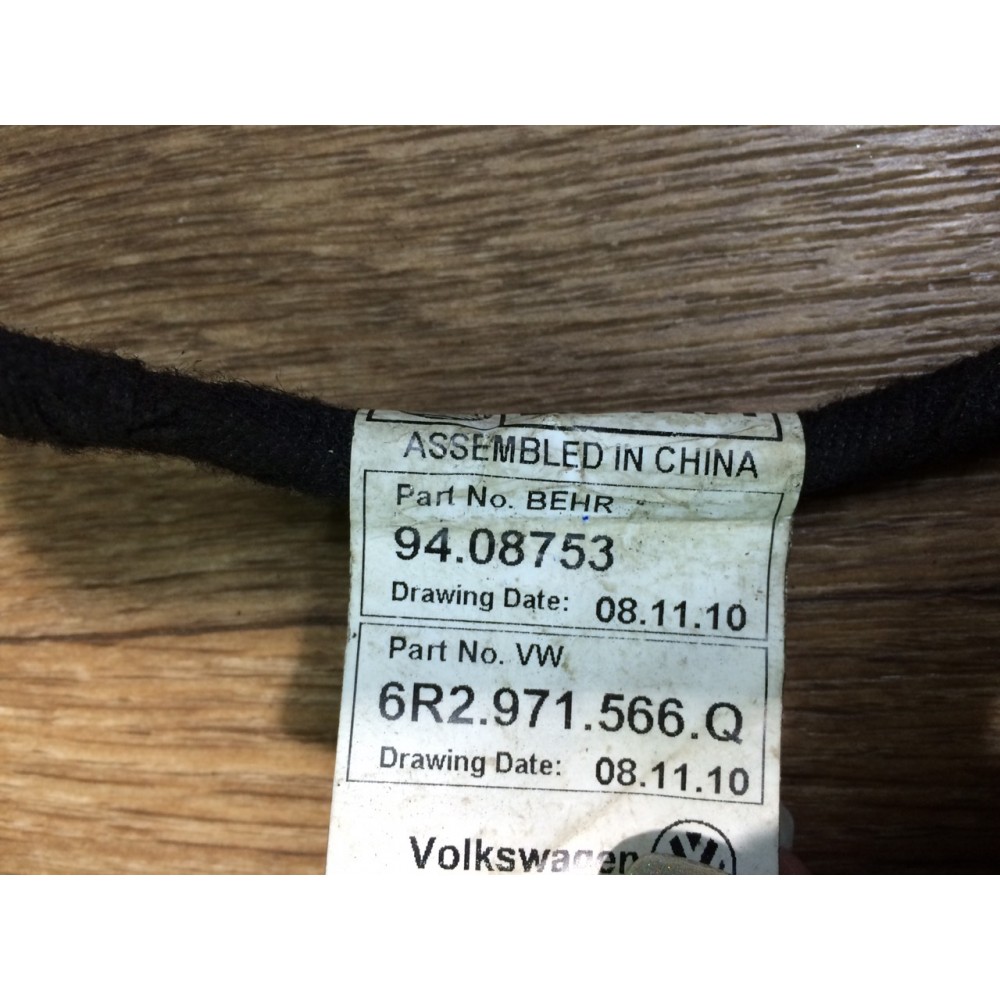 ASSEMBLED IN CHINA
Part No. BEHR
94.08753
Drawing Date: 08.11.10
Part No. VW
6R2.971.566.Q
Drawing Date: 08.11.10
Volkswagen